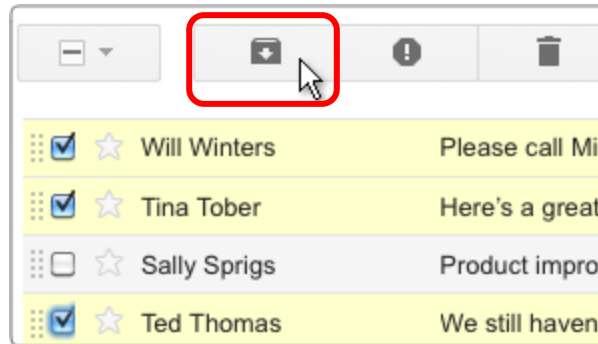 Will Winters Please call Mi
Tina Tober Here's a great
Sally Sprigs Product impro
Ted Thomas We still haven